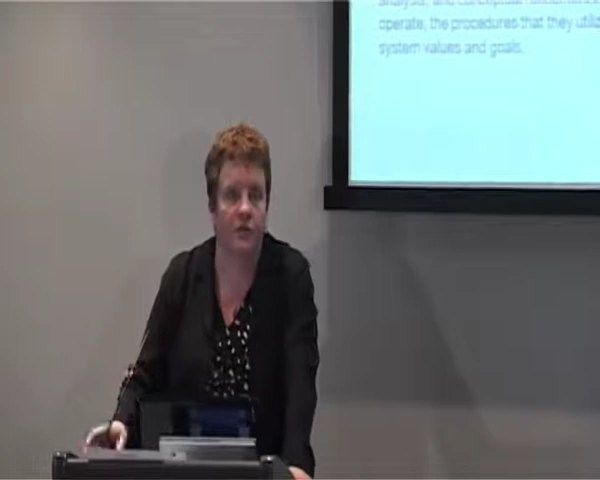 analysis, and conceptual
operate, the procedures that they
system values and goals.